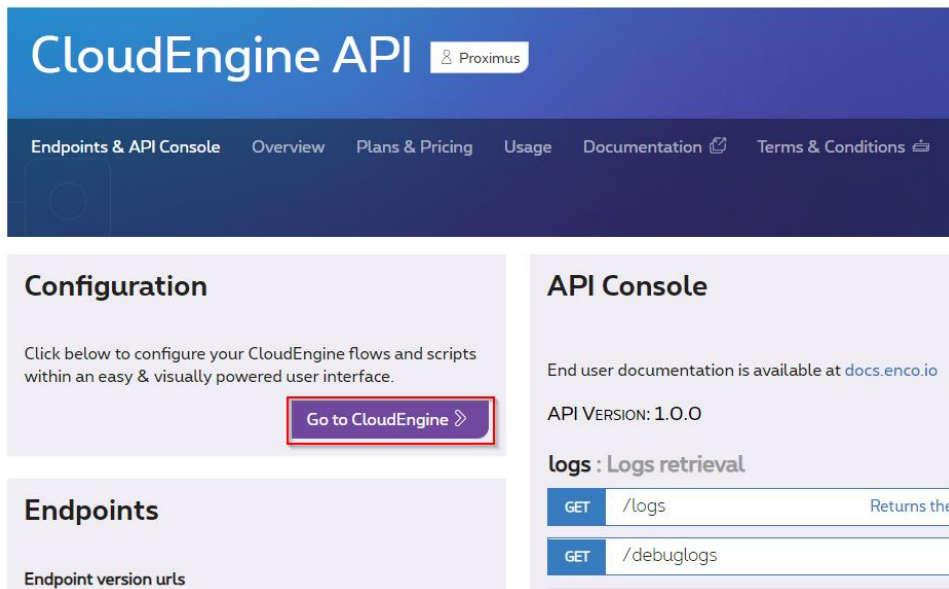 CloudEngine API
Proximus
Endpoints & API Console Overview Plans & Pricing Usage Documentation Terms & Conditions
Configuration
Click below to configure your CloudEngine flows and scripts
within an easy & visually powered user interface.
Go to CloudEngine
Endpoints
Endpoint version urls
API Console
End user documentation is available at docs.enco.io
API VERSION: 1.0.0
logs : Logs retrieval
GET /logs Returns the
GET /debuglogs